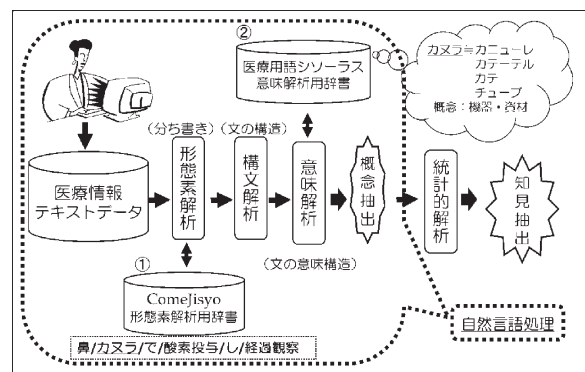 ②
医療用語シソーラス
意味解析用辞書
カヌラ≒カニューレ
カテーテル
カテ
チューブ
概念：機器・資材
(分ち書き)
(文の構造)
医療情報
テキストデータ
形態素解析
構文解析
意味解析
概念抽出
統計的解析
知見抽出
(文の意味構造)
①
ComeJisyo
形態素解析用辞書
自然言語処理
鼻/カヌラ/で/酸素投与/し/経過観察